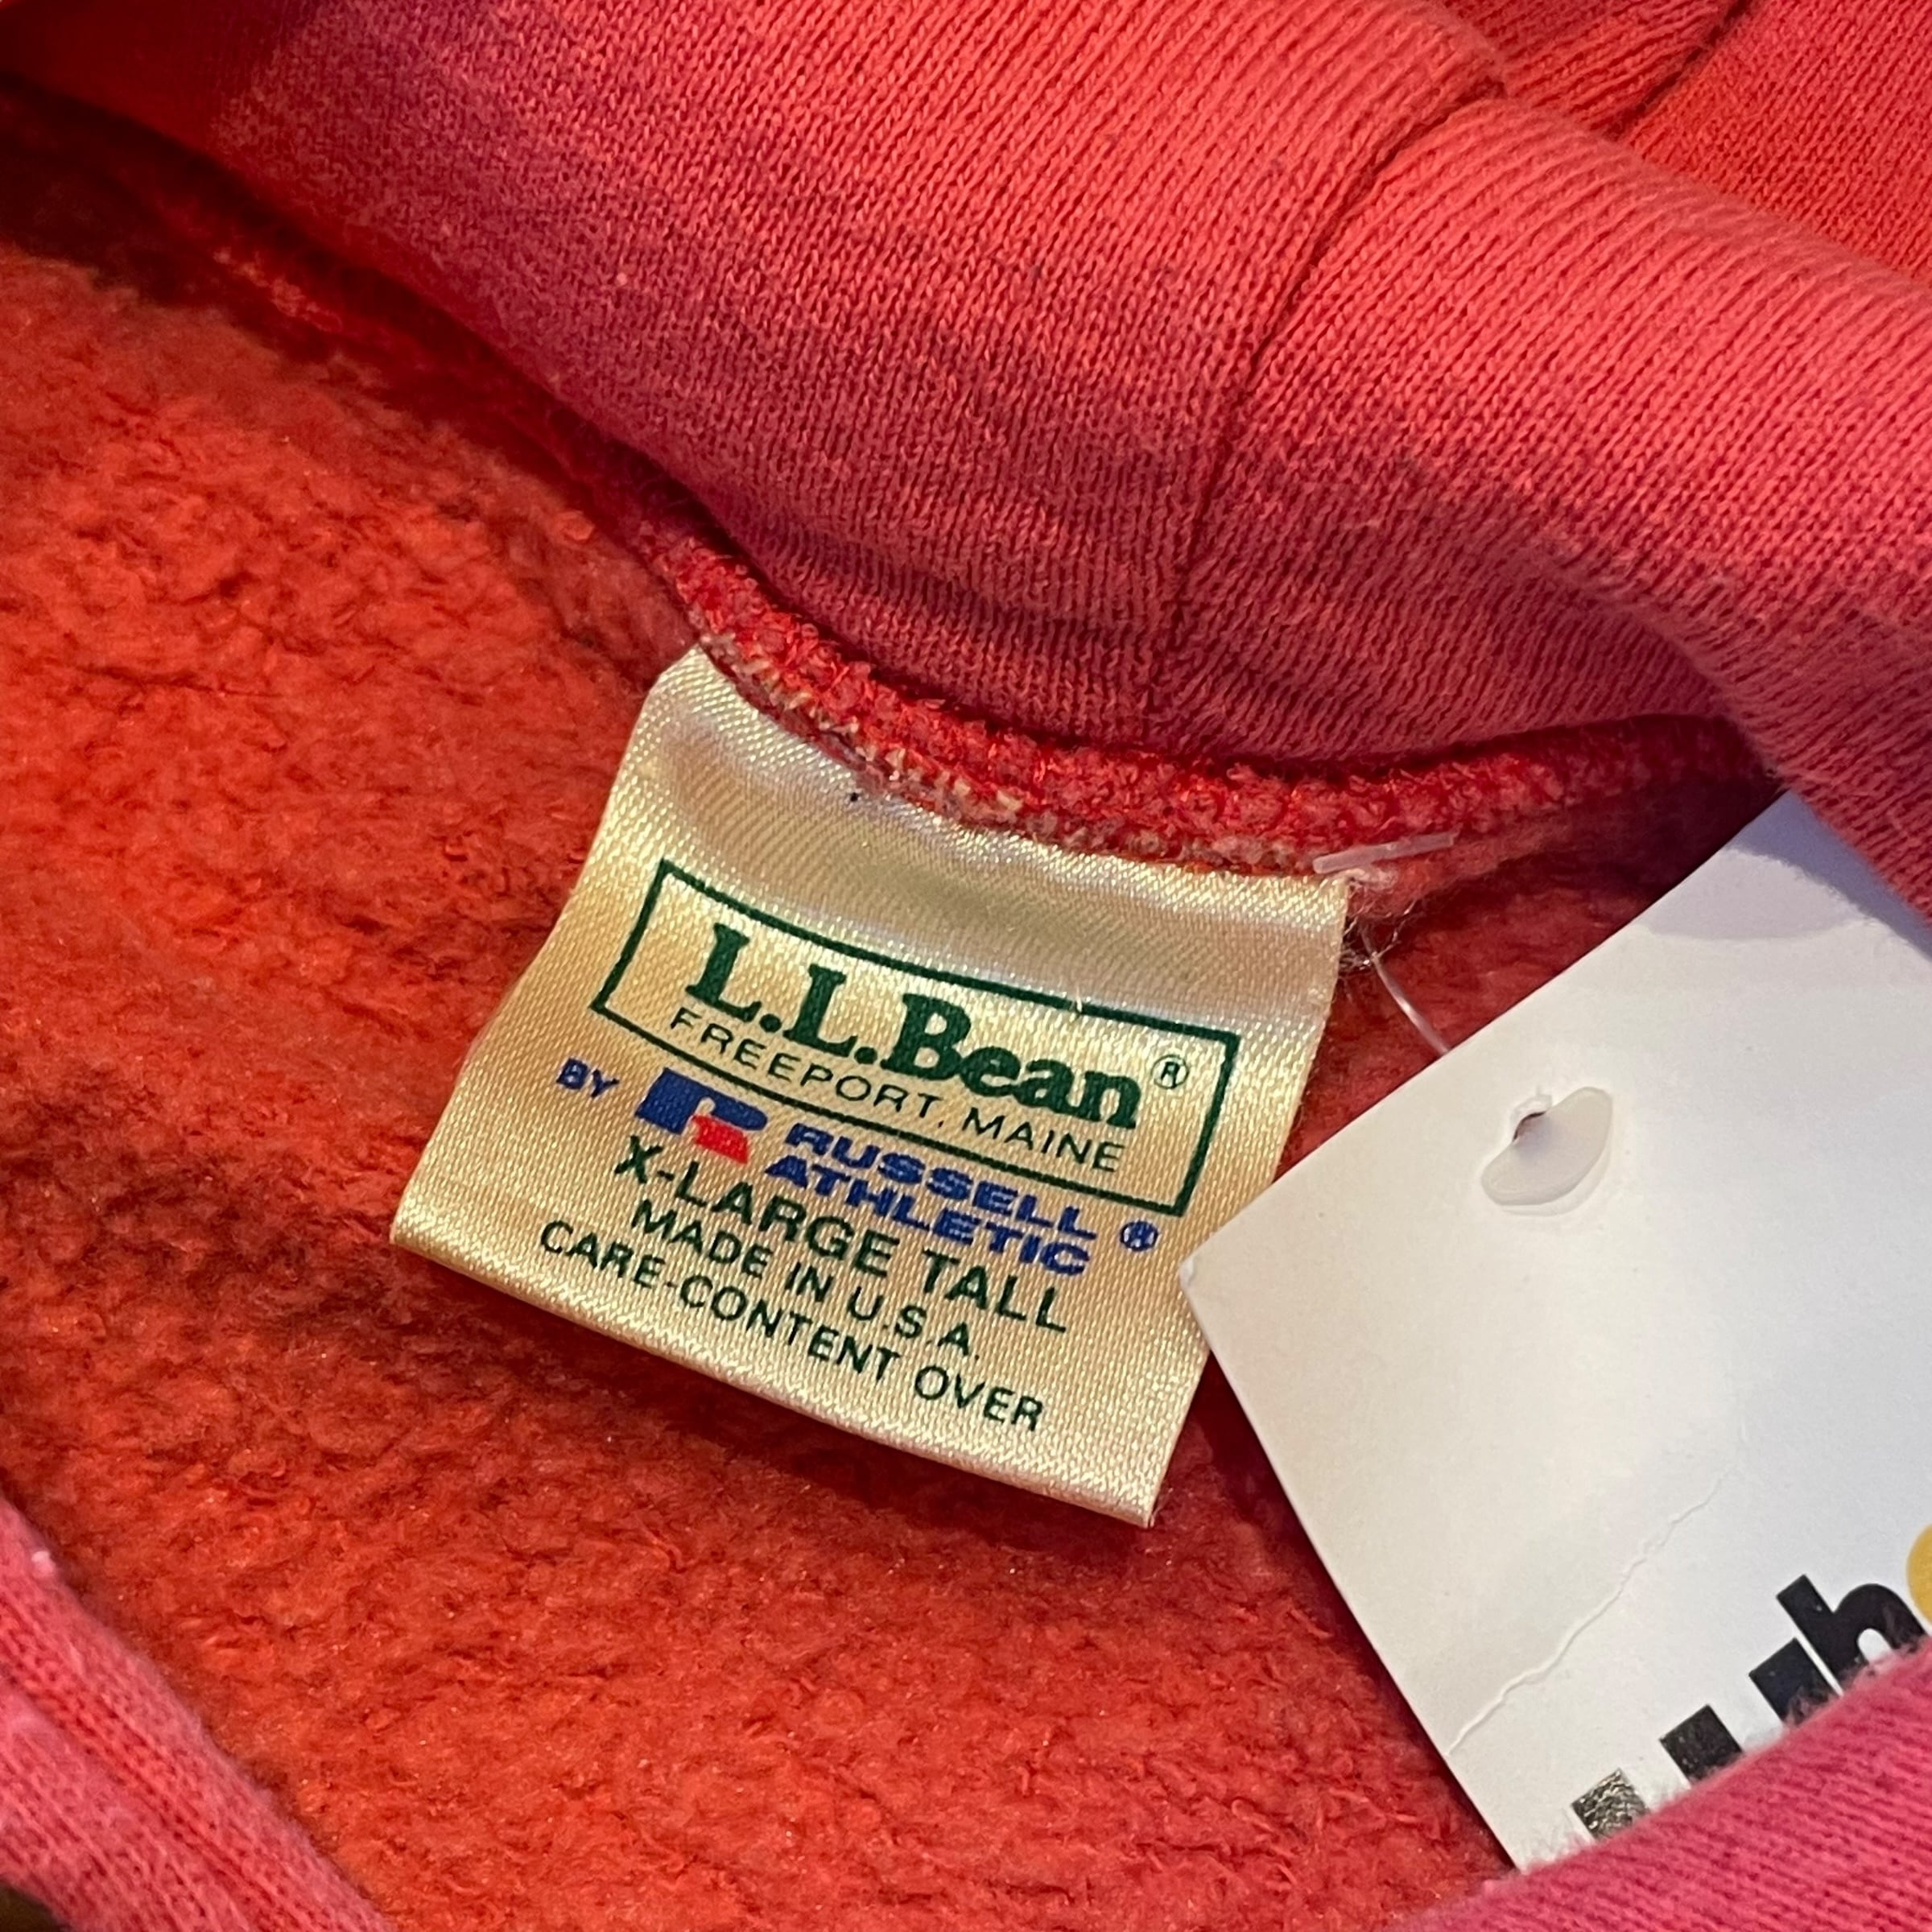 L.L.Bean®
FREEPORT, MAINE
BY RUSSELL ATHLETIC®
X-LARGE TALL
MADE IN U.S.A.
CARE-CONTENT OVER